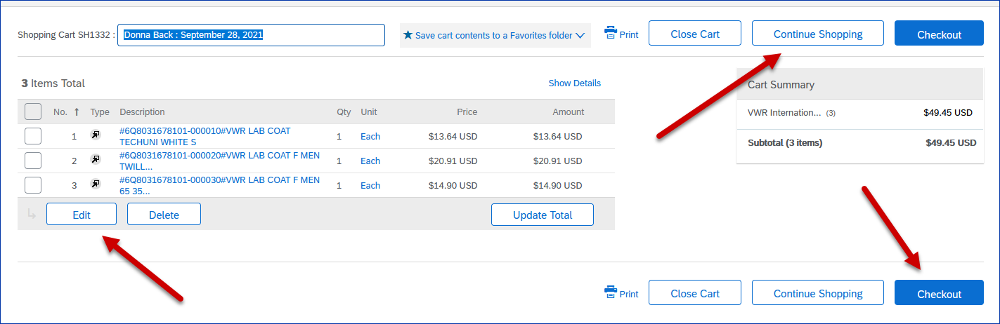 Shopping Cart SH1332 : Donna Back : September 28, 2021 Save cart contents to a Favorites folder Print Close Cart Continue Shopping Checkout
3 Items Total Show Details
Cart Summary
No. ↑ Type Description Qty Unit Price Amount
VWR Internation... (3) $49.45 USD
1 #6Q8031678101-000010#VWR LAB COAT 1 Each $13.64 USD $13.64 USD
TECHUNI WHITE S
Subtotal (3 items) $49.45 USD
2 #6Q8031678101-000020#VWR LAB COAT F MEN 1 Each $20.91 USD $20.91 USD
TWILL...
3 #6Q8031678101-000030#VWR LAB COAT F MEN 1 Each $14.90 USD $14.90 USD
65 35...
Edit Delete Update Total
Print Close Cart Continue Shopping Checkout